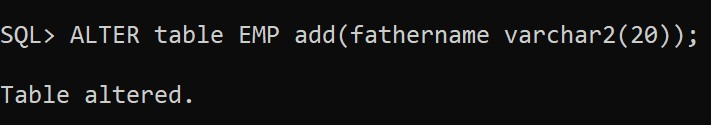 SQL> ALTER table EMP add(fathername varchar2(20));
Table altered.